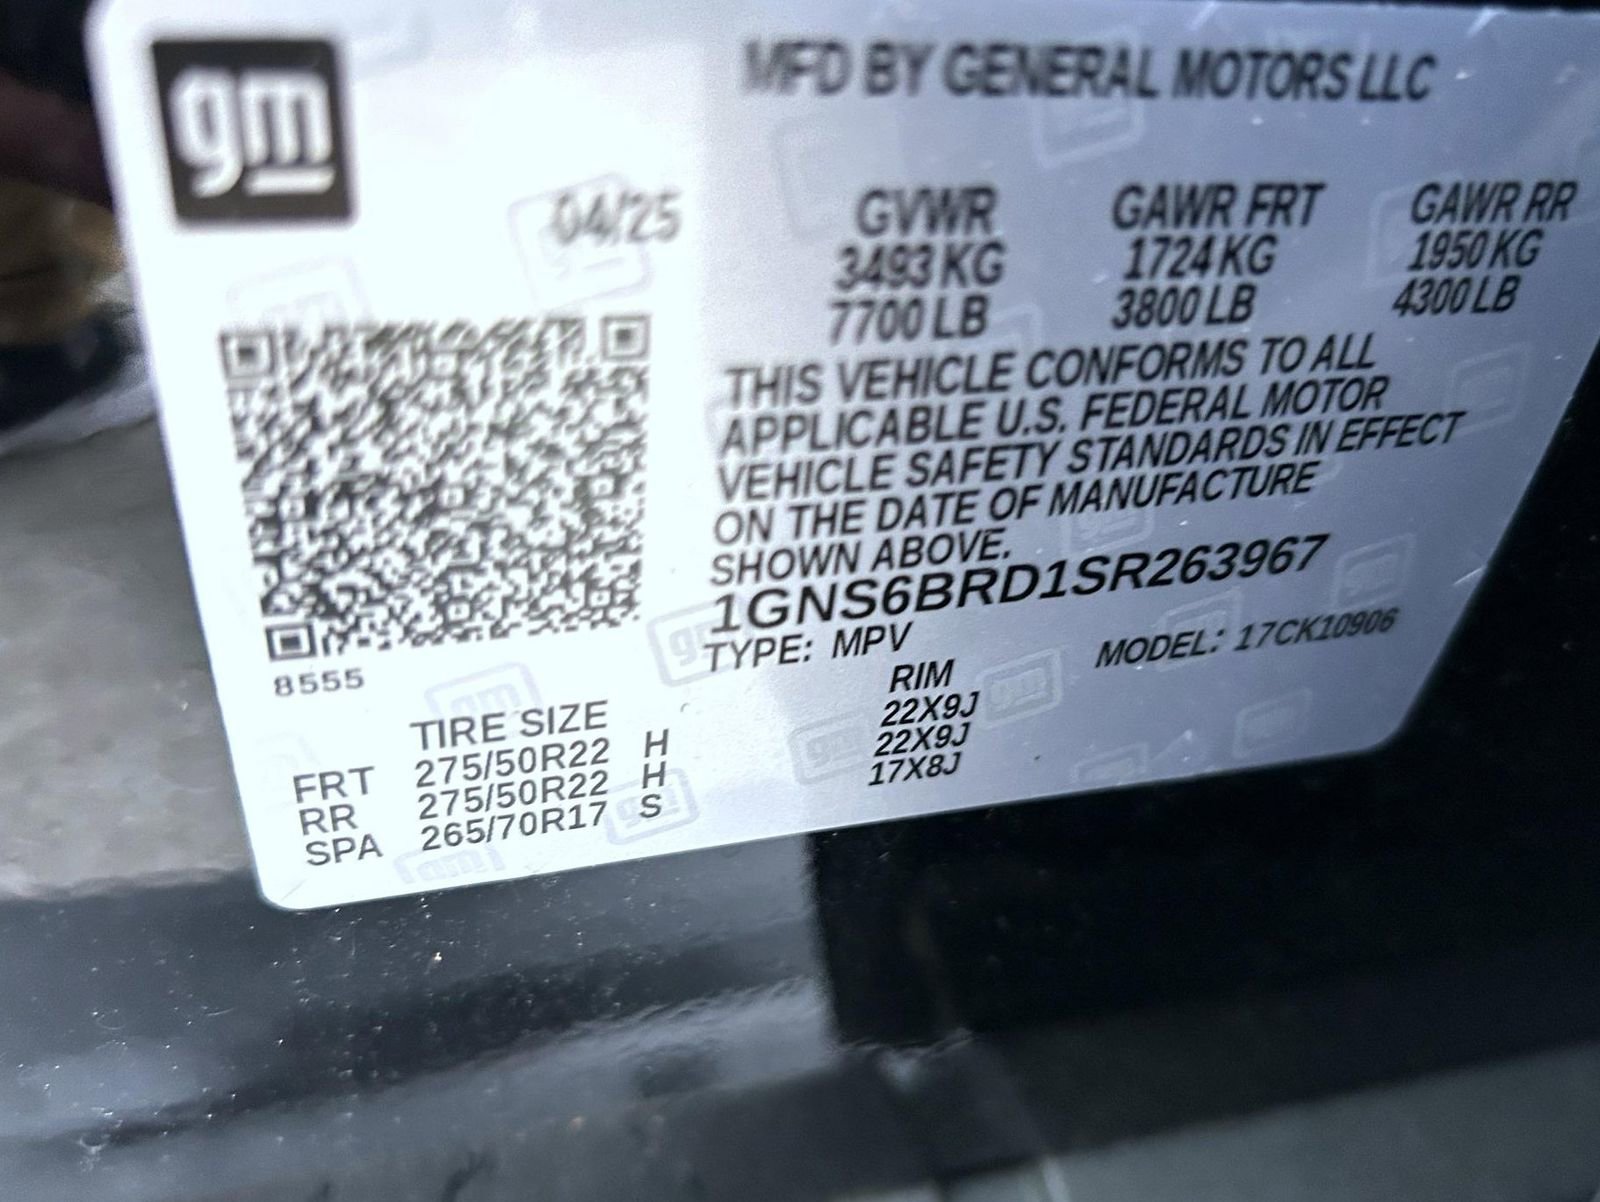 gm
MFD BY GENERAL MOTORS LLC
04/25
GVWR GAWR FRT GAWR RR
3493 KG 1724 KG 1950 KG
7700 LB 3800 LB 4300 LB
THIS VEHICLE CONFORMS TO ALL
APPLICABLE U.S. FEDERAL MOTOR
VEHICLE SAFETY STANDARDS IN EFFECT
ON THE DATE OF MANUFACTURE
SHOWN ABOVE.
1GNS6BRD1SR263967
TYPE: MPV MODEL: 17CK10906
8555
TIRE SIZE RIM
FRT 275/50R22 H 22X9J
RR 275/50R22 H 22X9J
SPA 265/70R17 S 17X8J